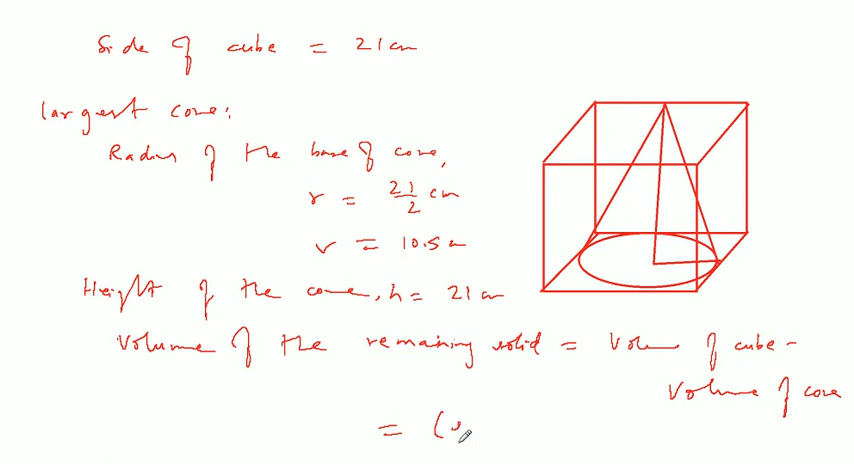 Side of cube = 21 cm
largest cone:
Radius of the base of cone,
r = 21/2 cm
r = 10.5 cm
Height of the cone, h = 21 cm
Volume of the remaining solid = Volume of cube -
Volume of cone
= (